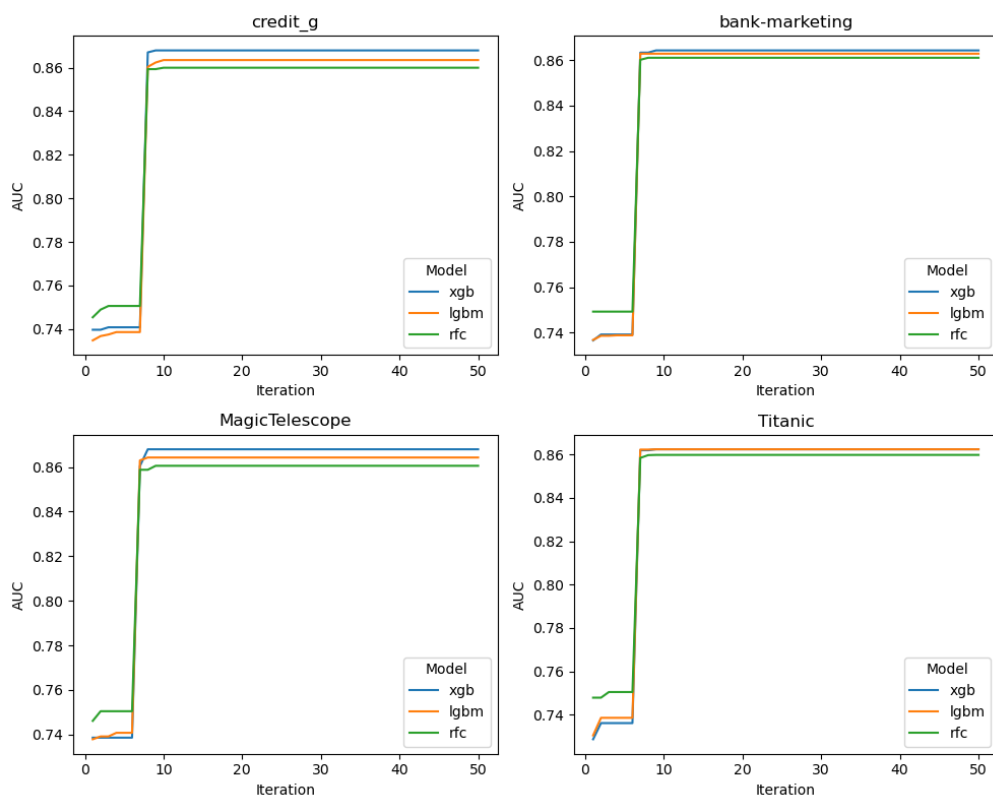 credit_g
AUC
0.86
0.84
0.82
0.80
0.78
0.76
0.74
Model
xgb
lgbm
rfc
0 10 20 30 40 50
Iteration
bank-marketing
AUC
0.86
0.84
0.82
0.80
0.78
0.76
0.74
Model
xgb
lgbm
rfc
0 10 20 30 40 50
Iteration
MagicTelescope
AUC
0.86
0.84
0.82
0.80
0.78
0.76
0.74
Model
xgb
lgbm
rfc
0 10 20 30 40 50
Iteration
Titanic
AUC
0.86
0.84
0.82
0.80
0.78
0.76
0.74
Model
xgb
lgbm
rfc
0 10 20 30 40 50
Iteration